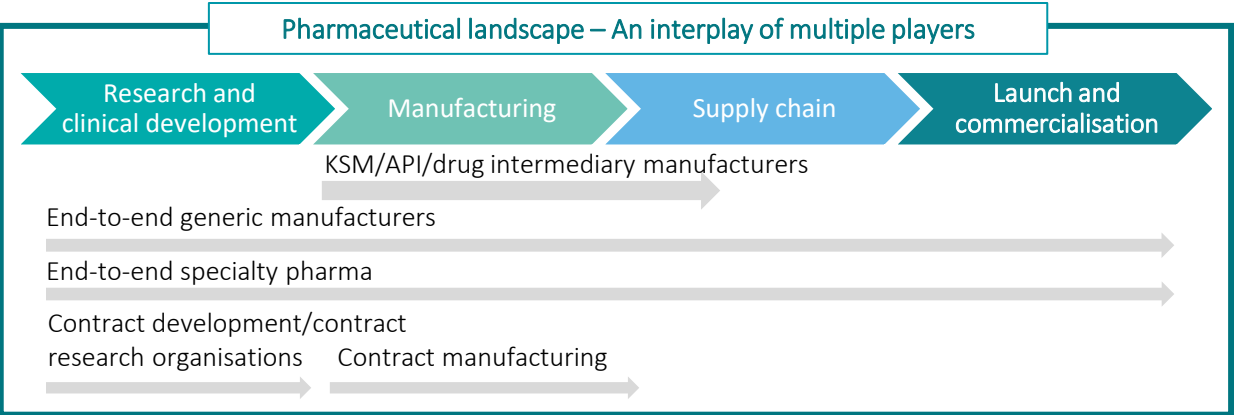 Pharmaceutical landscape – An interplay of multiple players
Research and
clinical development
Manufacturing
Supply chain
Launch and
commercialisation
KSM/API/drug intermediary manufacturers
End-to-end generic manufacturers
End-to-end specialty pharma
Contract development/contract
research organisations
Contract manufacturing